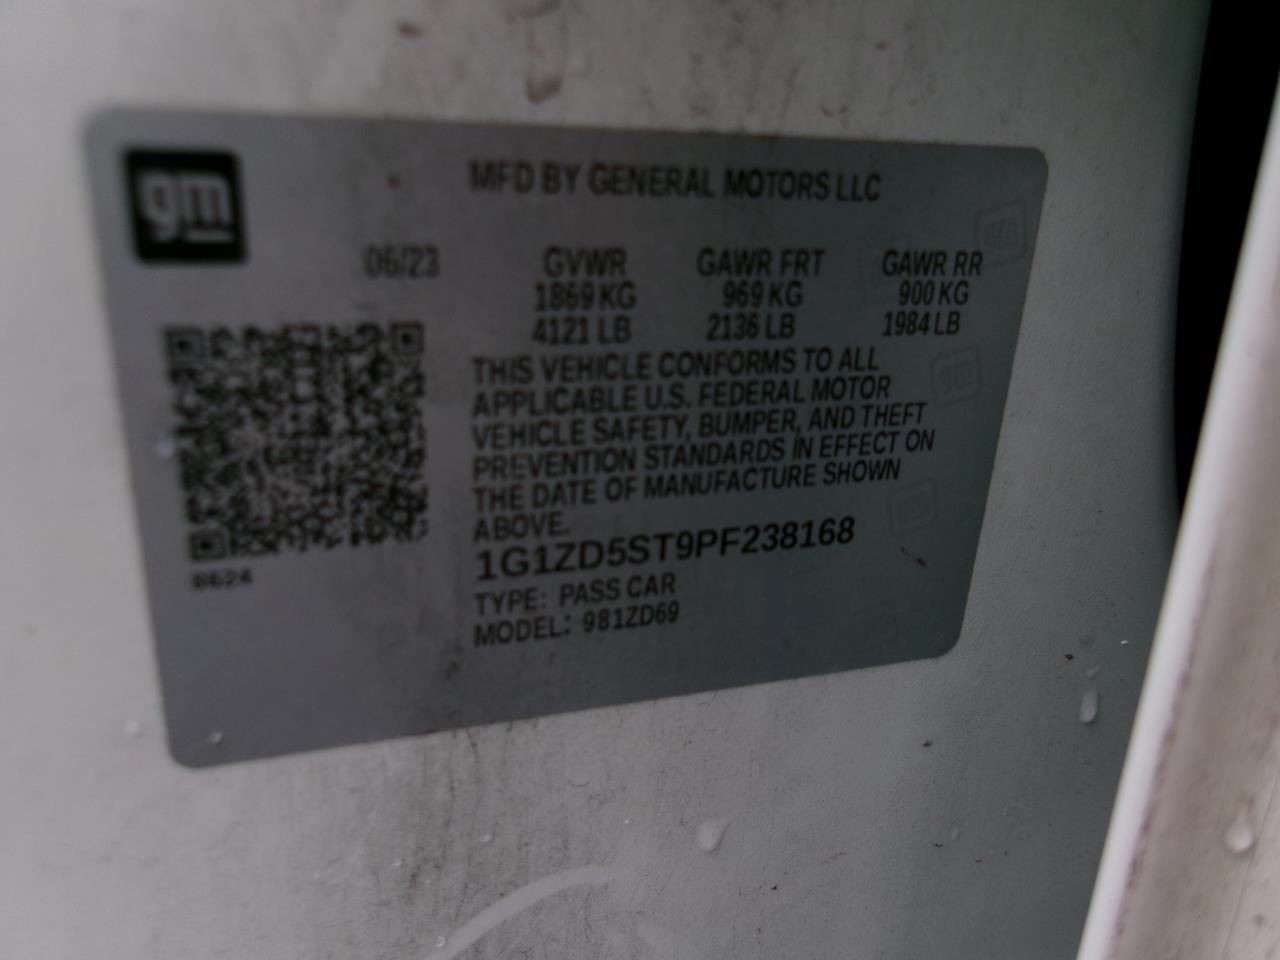 gm
MFD BY GENERAL MOTORS LLC
06/23 GVWR GAWR FRT GAWR RR
1869 KG 969 KG 900 KG
4121 LB 2136 LB 1984 LB
THIS VEHICLE CONFORMS TO ALL
APPLICABLE U.S. FEDERAL MOTOR
VEHICLE SAFETY, BUMPER, AND THEFT
PREVENTION STANDARDS IN EFFECT ON
THE DATE OF MANUFACTURE SHOWN
ABOVE.
1G1ZD5ST9PF238168
TYPE: PASS CAR
MODEL: 981ZD69